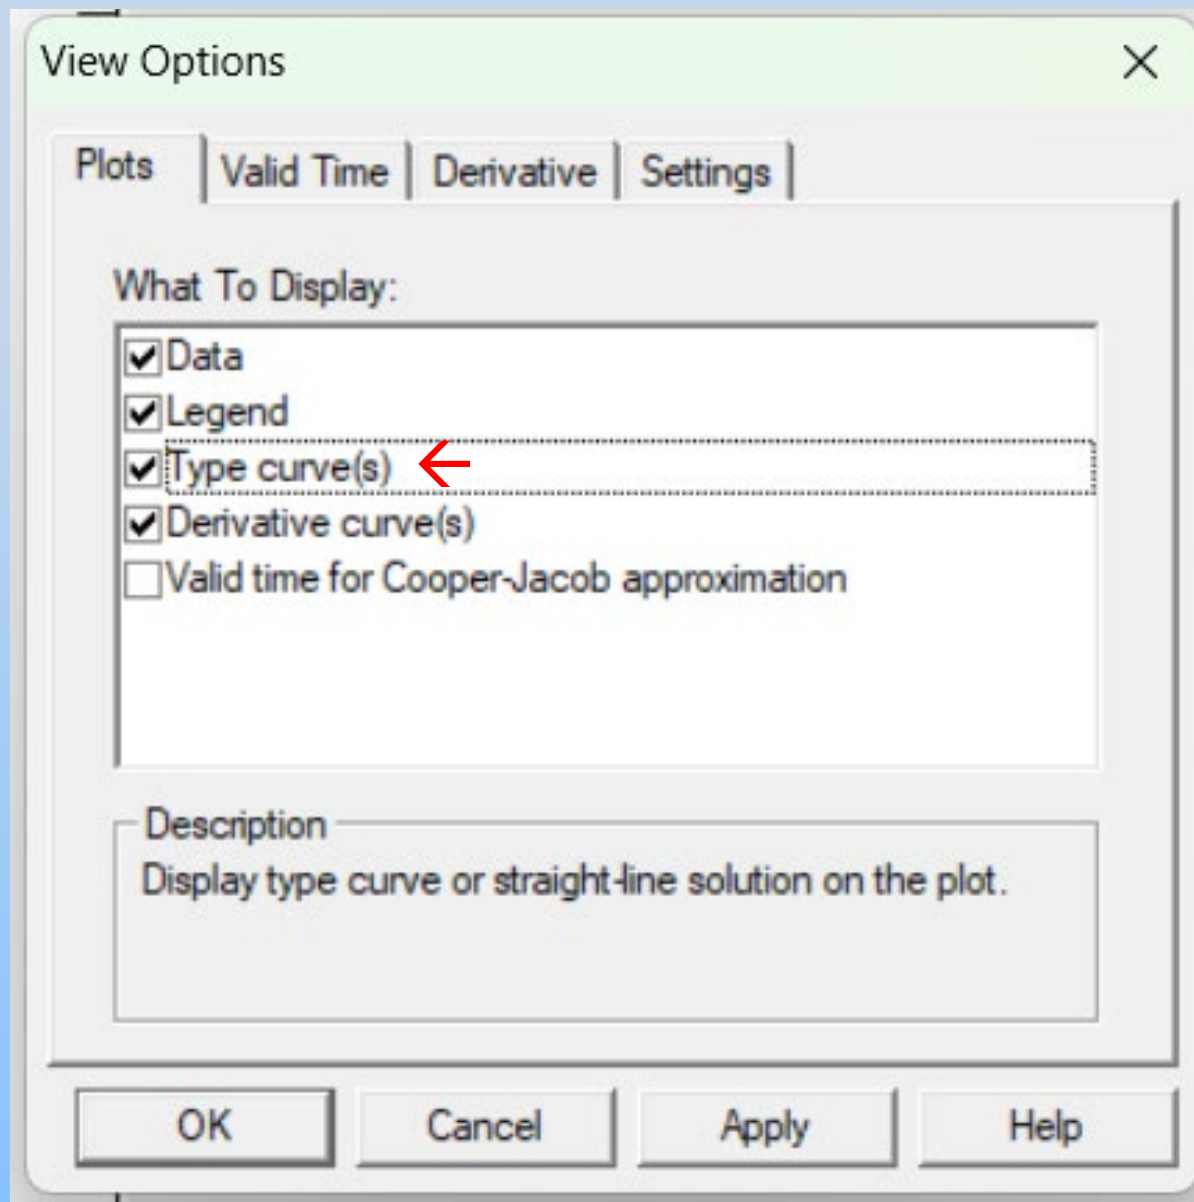 View Options
Plots Valid Time Derivative Settings
What To Display:
Data
Legend
Type curve(s)
Derivative curve(s)
Valid time for Cooper-Jacob approximation
Description
Display type curve or straight-line solution on the plot.
OK Cancel Apply Help